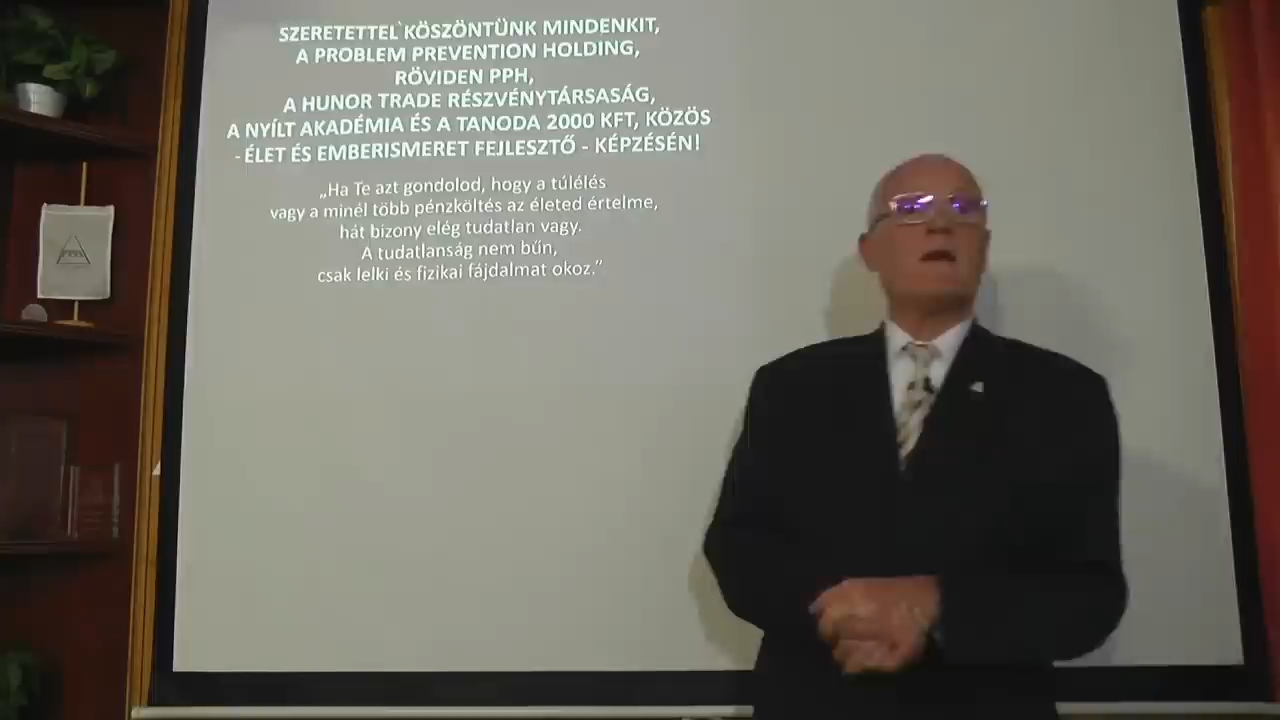 SZERETETTEL KÖSZÖNTÜNK MINDENKIT,
A PROBLEM PREVENTION HOLDING,
RÖVIDEN PPH,
A HUNOR TRADE RÉSZVÉNYTÁRSASÁG,
A NYÍLT AKADÉMIA ÉS A TANODA 2000 KFT, KÖZÖS
- ÉLET ÉS EMBERISMERET FEJLESZTŐ - KÉPZÉSÉN!
„Ha Te azt gondolod, hogy a túlélés
vagy a minél több pénzköltés az életed értelme,
hát bizony elég tudatlan vagy.
A tudatlanság nem bűn,
csak lelki és fizikai fájdalmat okoz.”